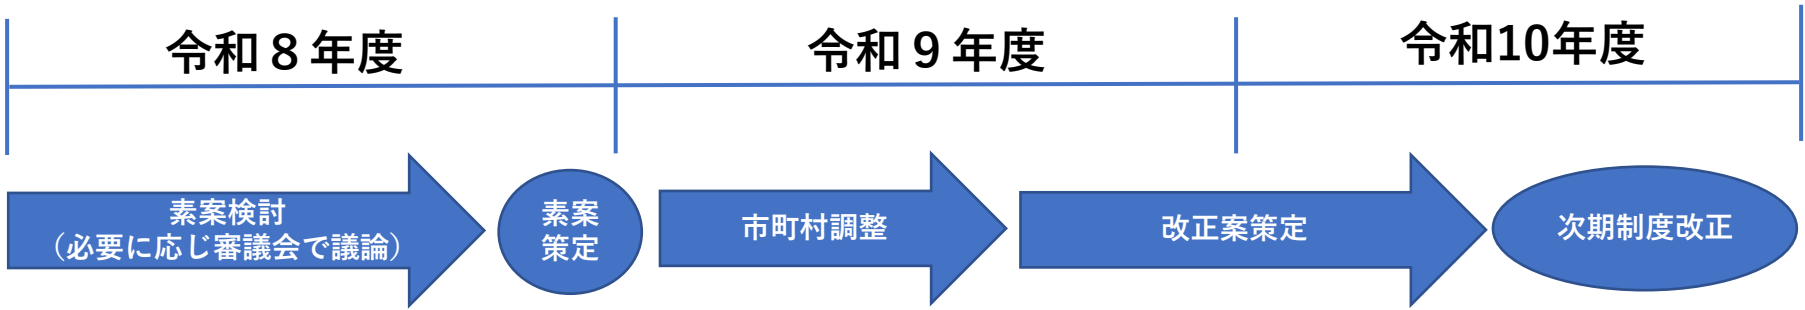 令和８年度
令和９年度
令和10年度
素案検討
（必要に応じ審議会で議論）
素案
策定
市町村調整
改正案策定
次期制度改正